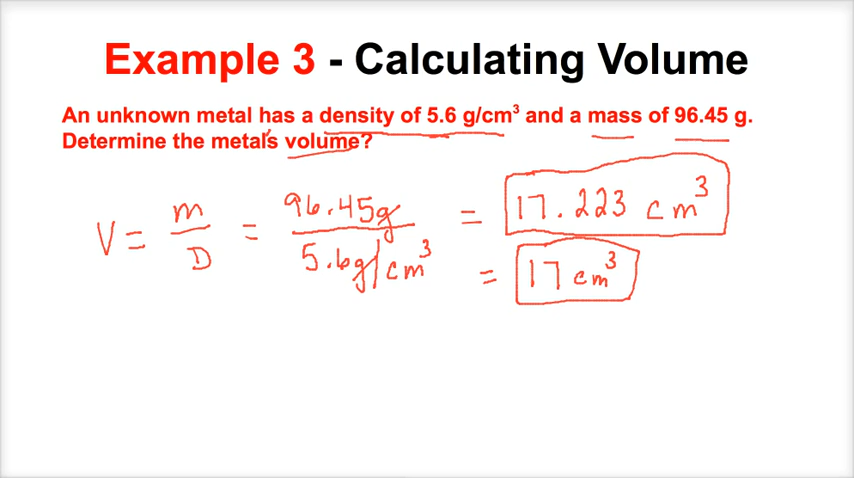 Example 3 - Calculating Volume
An unknown metal has a density of 5.6 g/cm³ and a mass of 96.45 g.
Determine the metal's volume?
V = m/D = 96.45g / 5.6g/cm³ = 17.223 cm³
= 17 cm³